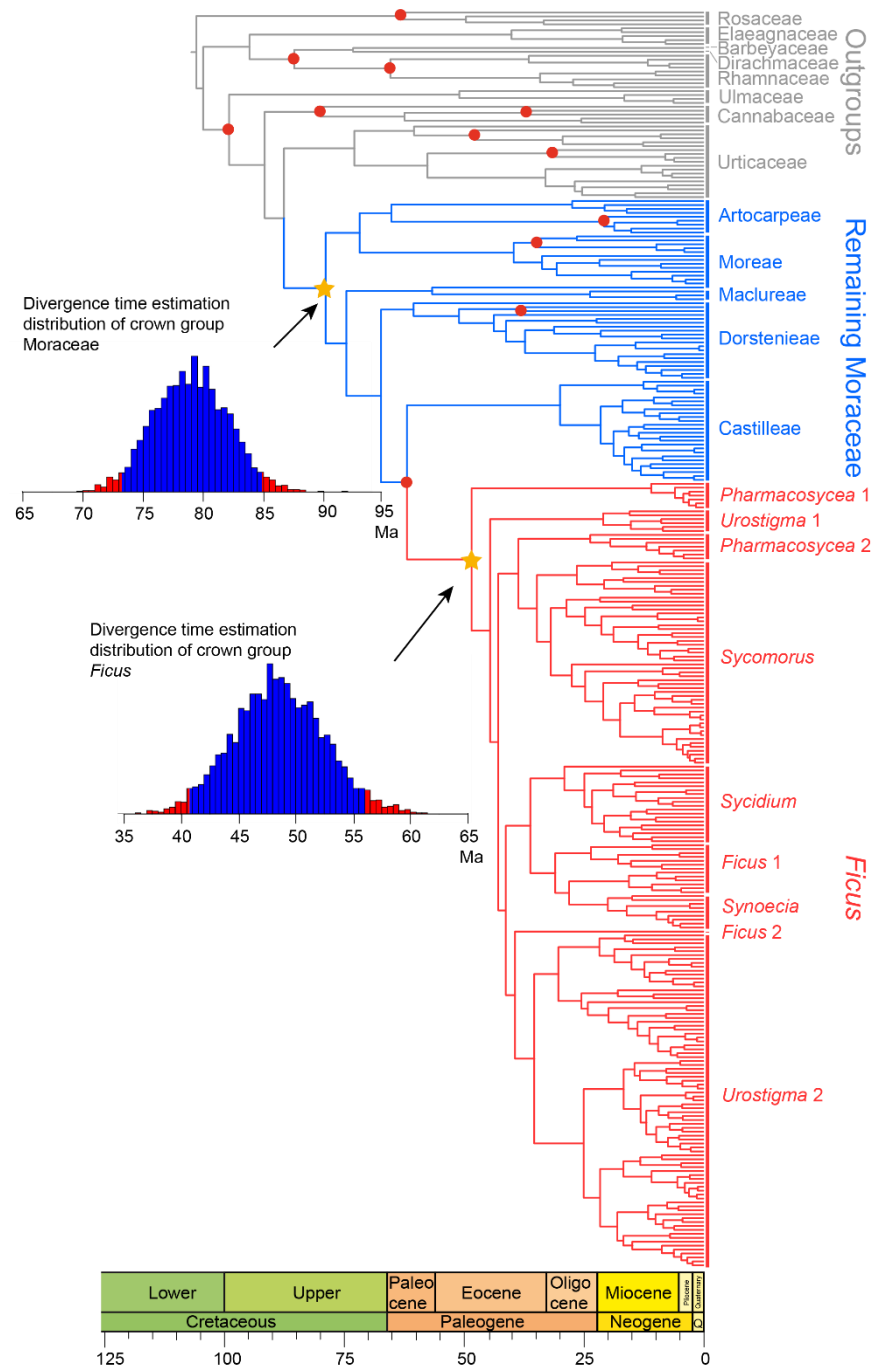 Rosaceae
Elaeagnaceae
Barbeyaceae
Dirachmaceae
Rhamnaceae
Ulmaceae
Cannabaceae
Urticaceae
Outgroups
Artocarpeae
Moreae
Maclureae
Dorstenieae
Castilleae
Remaining Moraceae
Divergence time estimation
distribution of crown group
Moraceae
65 70 75 80 85 90 95
Ma
Pharmacosycea 1
Urostigma 1
Pharmacosycea 2
Sycomorus
Divergence time estimation
distribution of crown group
Ficus
35 40 45 50 55 60 65
Ma
Sycidium
Ficus 1
Synoecia
Ficus 2
Urostigma 2
Ficus
Lower
Upper
Paleo
cene
Eocene
Oligo
cene
Miocene
Pliocene
Quaternary
Cretaceous
Paleogene
Neogene
Q
125 100 75 50 25 0